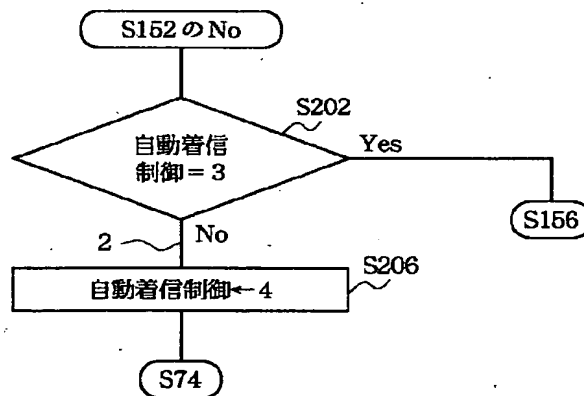 S152のNo
S202
自動着信
制御=3
Yes
S156
2
No
S206
自動着信制御←4
S74